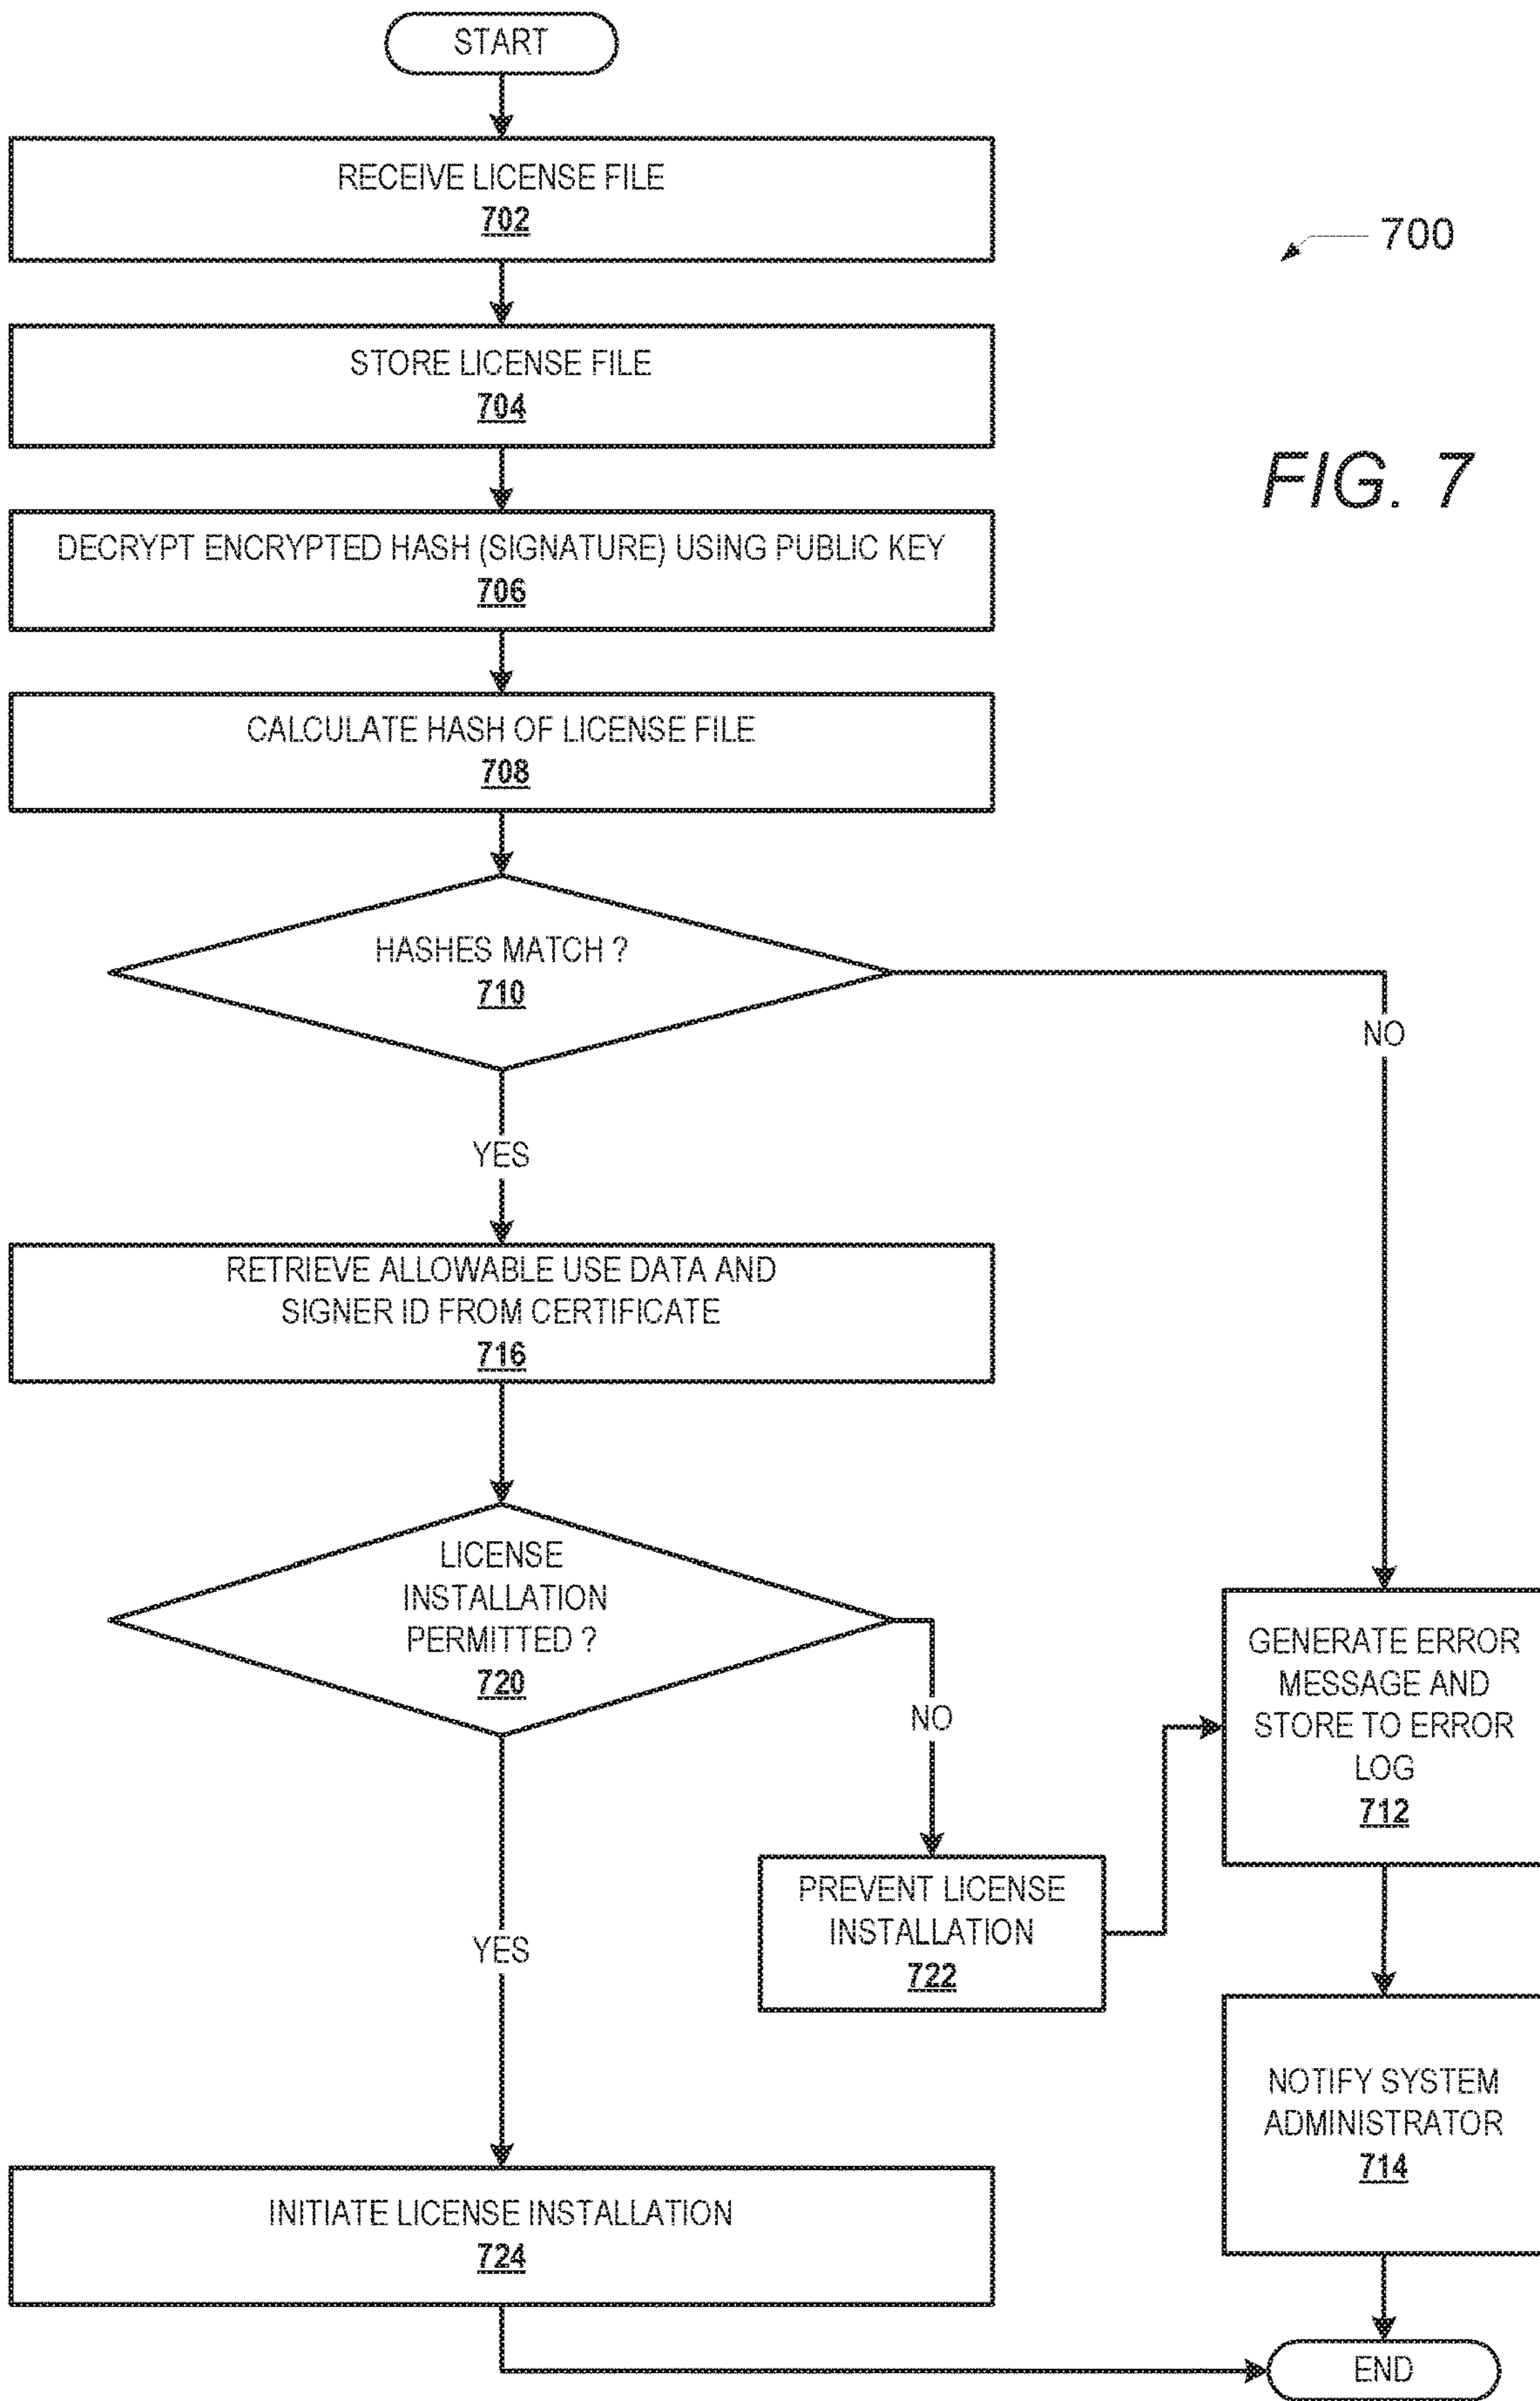 START
RECEIVE LICENSE FILE
702
700
STORE LICENSE FILE
704
FIG. 7
DECRYPT ENCRYPTED HASH (SIGNATURE) USING PUBLIC KEY
706
CALCULATE HASH OF LICENSE FILE
708
HASHES MATCH ?
710
NO
YES
RETRIEVE ALLOWABLE USE DATA AND
SIGNER ID FROM CERTIFICATE
716
LICENSE
INSTALLATION
PERMITTED ?
720
NO
GENERATE ERROR
MESSAGE AND
STORE TO ERROR
LOG
712
PREVENT LICENSE
INSTALLATION
722
YES
NOTIFY SYSTEM
ADMINISTRATOR
714
INITIATE LICENSE INSTALLATION
724
END